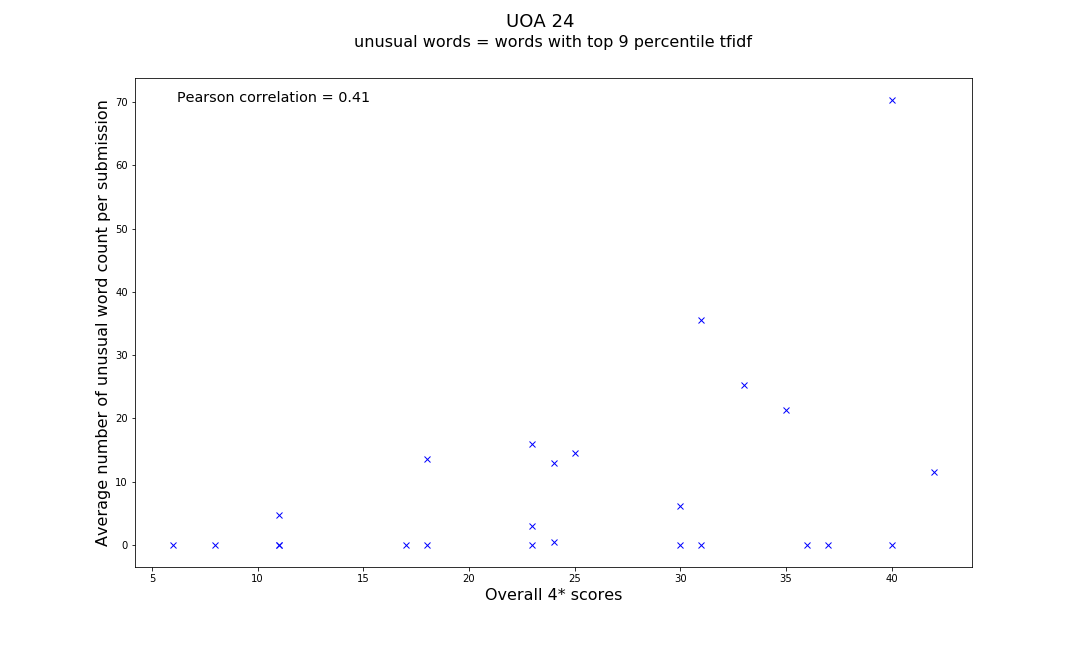 UOA 24
unusual words = words with top 9 percentile tfidf
Pearson correlation = 0.41
Average number of unusual word count per submission
70
60
50
40
30
20
10
0
5 10 15 20 25 30 35 40
Overall 4* scores